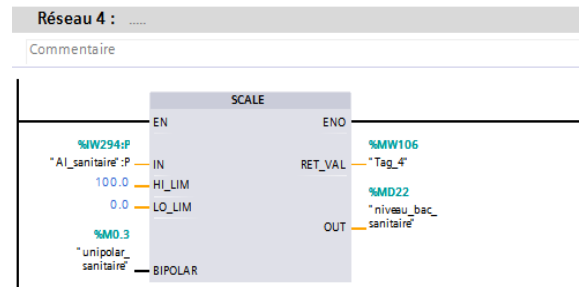 Réseau 4 : .....
Commentaire
SCALE
EN ENO
%IW294:P %MW106
"AI_sanitaire":P IN RET_VAL "Tag_4"
100.0 HI_LIM %MD22
0.0 LO_LIM "niveau_bac_
OUT sanitaire"
%M0.3
"unipolar_
sanitaire" BIPOLAR